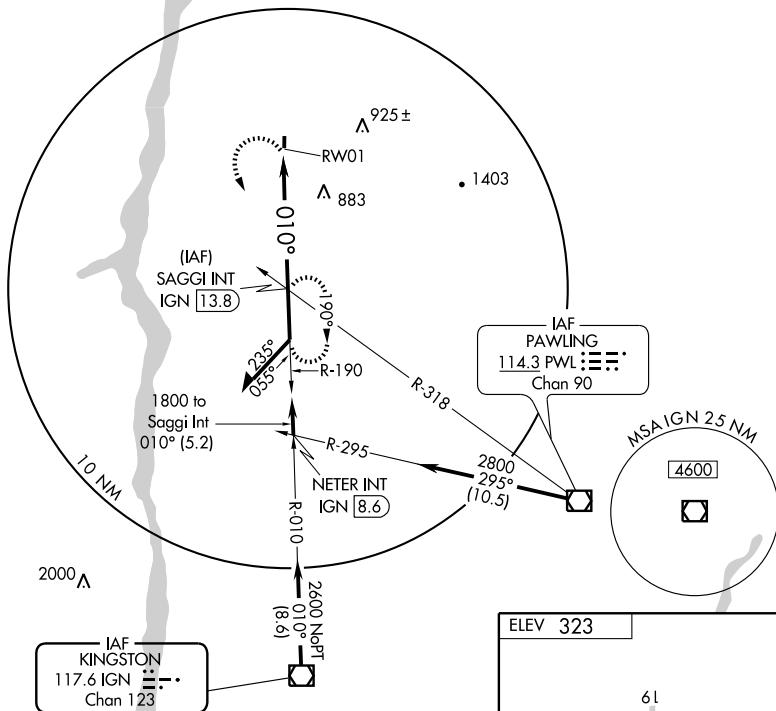 925±
RW01
1403
883
010°
(IAF)
SAGGI INT
IGN 13.8
190°
IAF
PAWLING
114.3 PWL
Chan 90
235°
055°
R-190
R-318
1800 to
Saggi Int
010° (5.2)
R-295
MSA IGN 25 NM
4600
2800
295°
(10.5)
NETER INT
IGN 8.6
10 NM
R-010
2000
2600 NoPT
010°
(8.6)
IAF
KINGSTON
117.6 IGN
Chan 123
ELEV 323
19